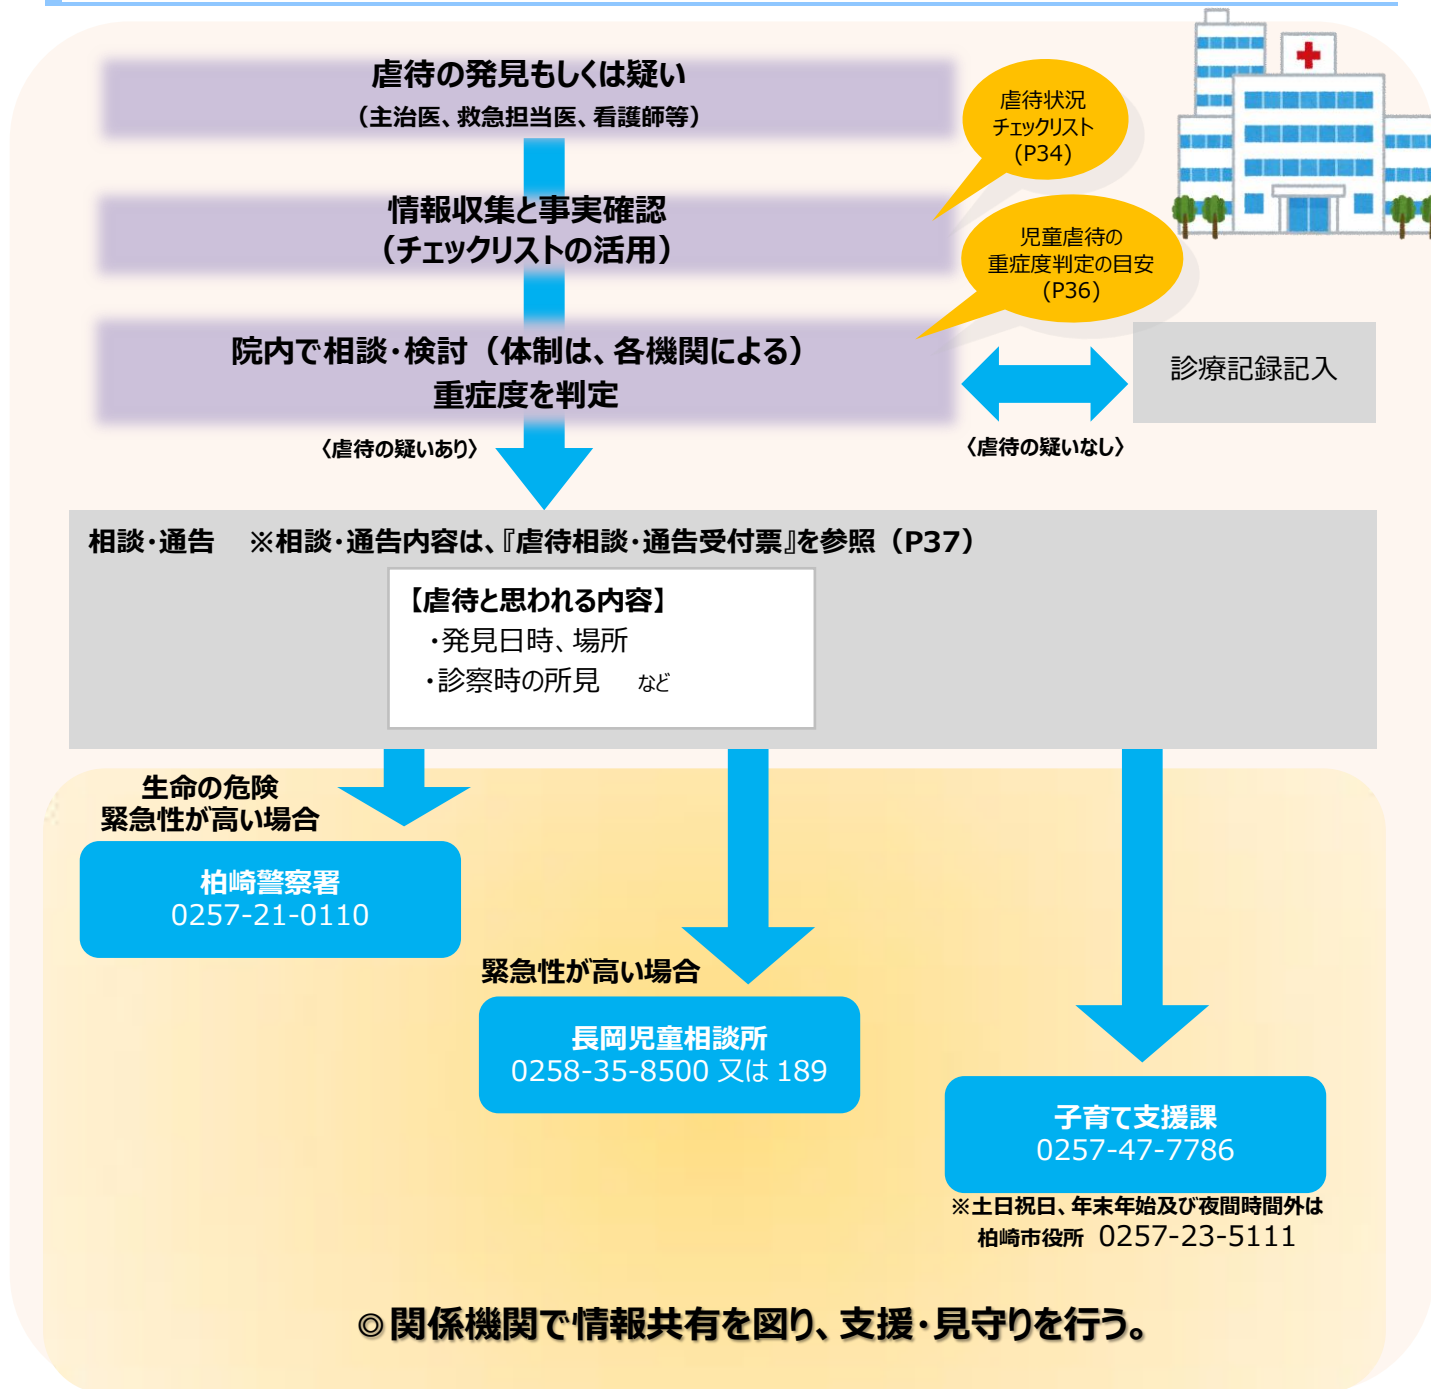 虐待の発見もしくは疑い
（主治医、救急担当医、看護師等）
虐待状況
チェックリスト
(P34)
情報収集と事実確認
（チェックリストの活用）
児童虐待の
重症度判定の目安
(P36)
院内で相談・検討（体制は、各機関による）
重症度を判定
診療記録記入
〈虐待の疑いあり〉
〈虐待の疑いなし〉
相談・通告　※相談・通告内容は、『虐待相談・通告受付票』を参照（P37）
【虐待と思われる内容】
・発見日時、場所
・診察時の所見　など
生命の危険
緊急性が高い場合
柏崎警察署
0257-21-0110
緊急性が高い場合
長岡児童相談所
0258-35-8500 又は 189
子育て支援課
0257-47-7786
※土日祝日、年末年始及び夜間時間外は
柏崎市役所 0257-23-5111
◎関係機関で情報共有を図り、支援・見守りを行う。